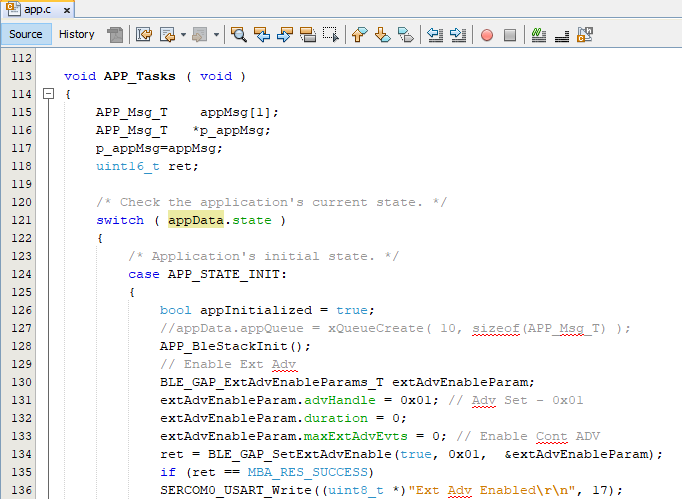 app.c x
Source History
112
113 void APP_Tasks ( void )
114 {
115 APP_Msg_T    appMsg[1];
116 APP_Msg_T   *p_appMsg;
117 p_appMsg=appMsg;
118 uint16_t ret;
119
120 /* Check the application's current state. */
121 switch ( appData.state )
122 {
123 /* Application's initial state. */
124 case APP_STATE_INIT:
125 {
126 bool appInitialized = true;
127 //appData.appQueue = xQueueCreate( 10, sizeof(APP_Msg_T) );
128 APP_BleStackInit();
129 // Enable Ext Adv
130 BLE_GAP_ExtAdvEnableParams_T extAdvEnableParam;
131 extAdvEnableParam.advHandle = 0x01; // Adv Set - 0x01
132 extAdvEnableParam.duration = 0;
133 extAdvEnableParam.maxExtAdvEvts = 0; // Enable Cont ADV
134 ret = BLE_GAP_SetExtAdvEnable(true, 0x01,  &extAdvEnableParam);
135 if (ret == MBA_RES_SUCCESS)
136 SERCOM0_USART_Write((uint8_t *)"Ext Adv Enabled\r\n", 17);